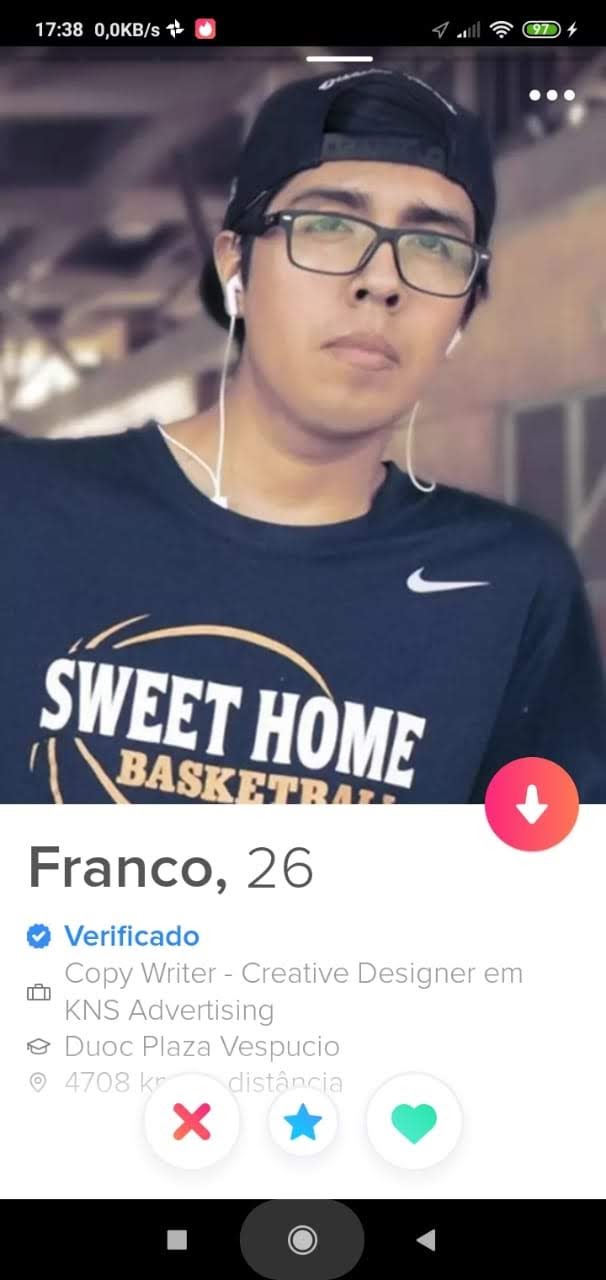 17:38 0,0KB/s
97
SWEET HOME
BASKETBALL
Franco, 26
Verificado
Copy Writer - Creative Designer em
KNS Advertising
Duoc Plaza Vespucio
4708 distância